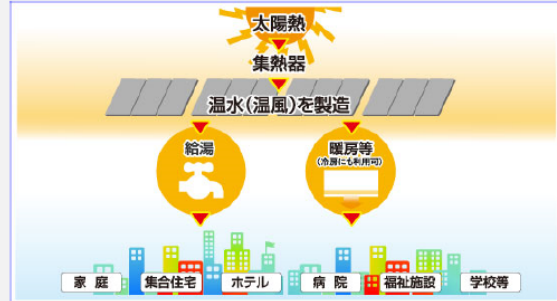 太陽熱
集熱器
温水(温風)を製造
給湯
暖房等
(冷房にも利用可)
家庭
集合住宅
ホテル
病院
福祉施設
学校等